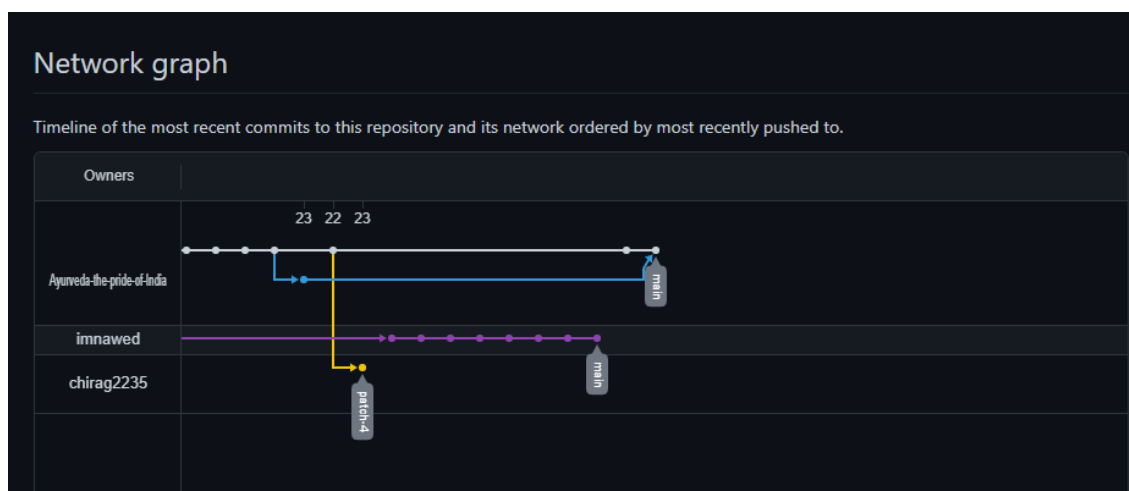 Network graph
Timeline of the most recent commits to this repository and its network ordered by most recently pushed to.
Owners
23 22 23
Ayurveda-the-pride-of-India
main
imnawed
main
chirag2235
patch-4